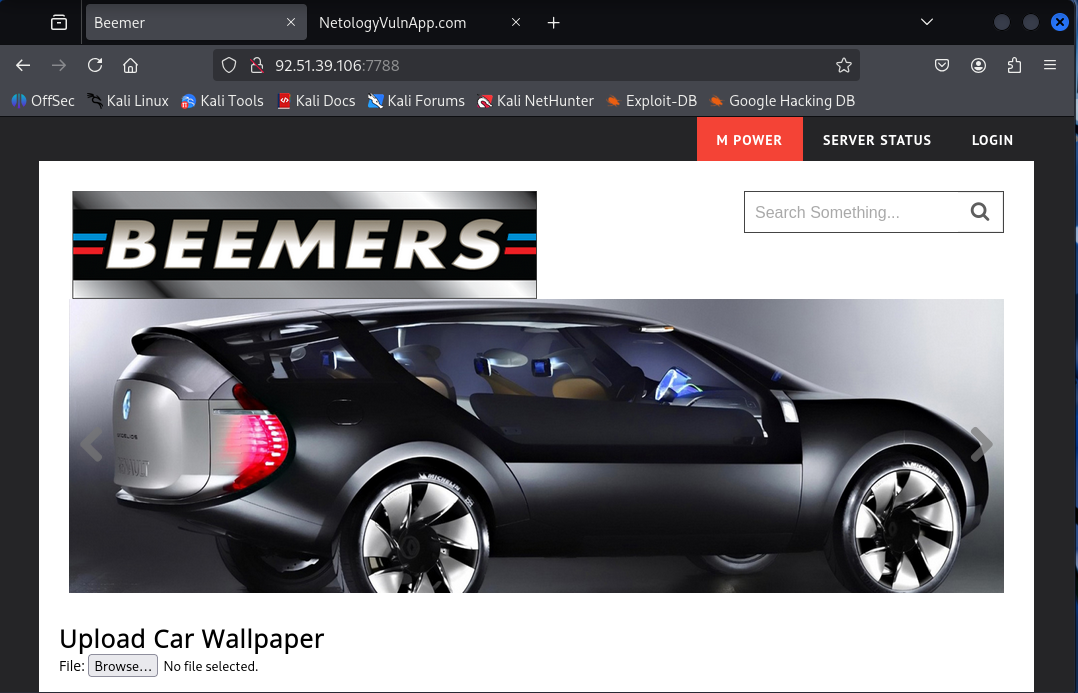 Beemer
NetologyVulnApp.com
92.51.39.106:7788
OffSec Kali Linux Kali Tools Kali Docs Kali Forums Kali NetHunter Exploit-DB Google Hacking DB
M POWER SERVER STATUS LOGIN
BEEMERS
Search Something...
MICHELIN
MICHELIN
Upload Car Wallpaper
File: Browse... No file selected.